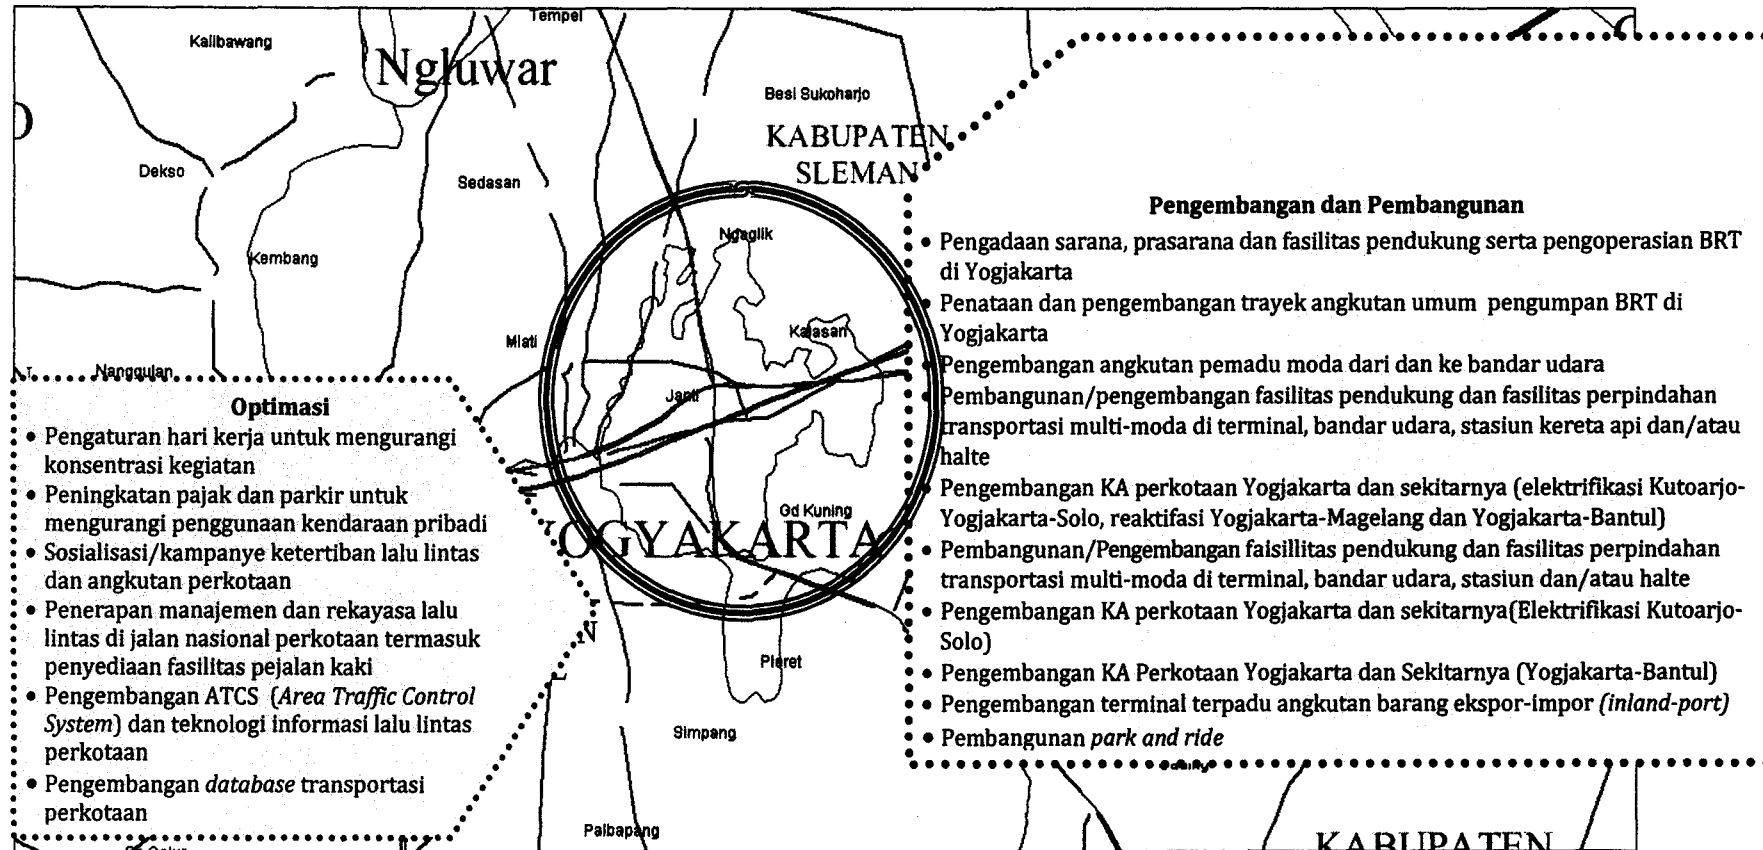 Tempel
Kalibawang
Ngluwar
Besi Sukoharjo
KABUPATEN
SLEMAN
Dekso
Sedasan
Ngaglik
Kembang
Kalasan
Mlati
Nanggulan
Janti
Gd Kuning
YOGYAKARTA
Pleret
Simpang
Palbapang
KABUPATEN
Optimasi
• Pengaturan hari kerja untuk mengurangi
konsentrasi kegiatan
• Peningkatan pajak dan parkir untuk
mengurangi penggunaan kendaraan pribadi
• Sosialisasi/kampanye ketertiban lalu lintas
dan angkutan perkotaan
• Penerapan manajemen dan rekayasa lalu
lintas di jalan nasional perkotaan termasuk
penyediaan fasilitas pejalan kaki
• Pengembangan ATCS (Area Traffic Control
System) dan teknologi informasi lalu lintas
perkotaan
• Pengembangan database transportasi
perkotaan
Pengembangan dan Pembangunan
• Pengadaan sarana, prasarana dan fasilitas pendukung serta pengoperasian BRT
di Yogjakarta
• Penataan dan pengembangan trayek angkutan umum pengumpan BRT di
Yogjakarta
• Pengembangan angkutan pemadu moda dari dan ke bandar udara
• Pembangunan/pengembangan fasilitas pendukung dan fasilitas perpindahan
transportasi multi-moda di terminal, bandar udara, stasiun kereta api dan/atau
halte
• Pengembangan KA perkotaan Yogjakarta dan sekitarnya (elektrifikasi Kutoarjo-
Yogjakarta-Solo, reaktifasi Yogjakarta-Magelang dan Yogjakarta-Bantul)
• Pembangunan/Pengembangan faisillitas pendukung dan fasilitas perpindahan
transportasi multi-moda di terminal, bandar udara, stasiun dan/atau halte
• Pengembangan KA perkotaan Yogjakarta dan sekitarnya(Elektrifikasi Kutoarjo-
Solo)
• Pengembangan KA Perkotaan Yogjakarta dan Sekitarnya (Yogjakarta-Bantul)
• Pengembangan terminal terpadu angkutan barang ekspor-impor (inland-port)
• Pembangunan park and ride